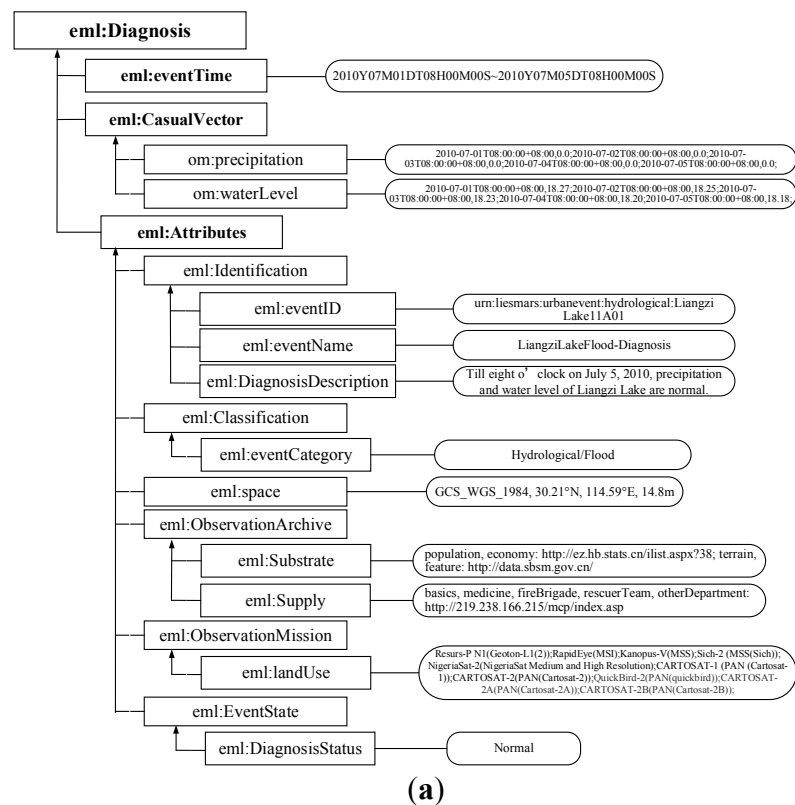 eml:Diagnosis
eml:eventTime
2010Y07M01DT08H00M00S~2010Y07M05DT08H00M00S
eml:CasualVector
om:precipitation
2010-07-01T08:00:00+08:00,0.0;2010-07-02T08:00:00+08:00,0.0;2010-07-
03T08:00:00+08:00,0.0;2010-07-04T08:00:00+08:00,0.0;2010-07-05T08:00:00+08:00,0.0;
om:waterLevel
2010-07-01T08:00:00+08:00,18.27;2010-07-02T08:00:00+08:00,18.25;2010-07-
03T08:00:00+08:00,18.23;2010-07-04T08:00:00+08:00,18.20;2010-07-05T08:00:00+08:00,18.18;
eml:Attributes
eml:Identification
eml:eventID
urn:liesmars:urbanevent:hydrological:Liangzi
Lake11A01
eml:eventName
LiangziLakeFlood-Diagnosis
eml:DiagnosisDescription
Till eight o’ clock on July 5, 2010, precipitation
and water level of Liangzi Lake are normal.
eml:Classification
eml:eventCategory
Hydrological/Flood
eml:space
GCS_WGS_1984, 30.21°N, 114.59°E, 14.8m
eml:ObservationArchive
eml:Substrate
population, economy: http://ez.hb.stats.cn/ilist.aspx?38; terrain,
feature: http://data.sbsm.gov.cn/
eml:Supply
basics, medicine, fireBrigade, rescuerTeam, otherDepartment:
http://219.238.166.215/mcp/index.asp
eml:ObservationMission
eml:landUse
Resurs-P N1(Geoton-L1(2));RapidEye(MSI);Kanopus-V(MSS);Sich-2 (MSS(Sich));
NigeriaSat-2(NigeriaSat Medium and High Resolution);CARTOSAT-1 (PAN (Cartosat-
1));CARTOSAT-2(PAN(Cartosat-2));QuickBird-2(PAN(quickbird));CARTOSAT-
2A(PAN(Cartosat-2A));CARTOSAT-2B(PAN(Cartosat-2B));
eml:EventState
eml:DiagnosisStatus
Normal
(a)